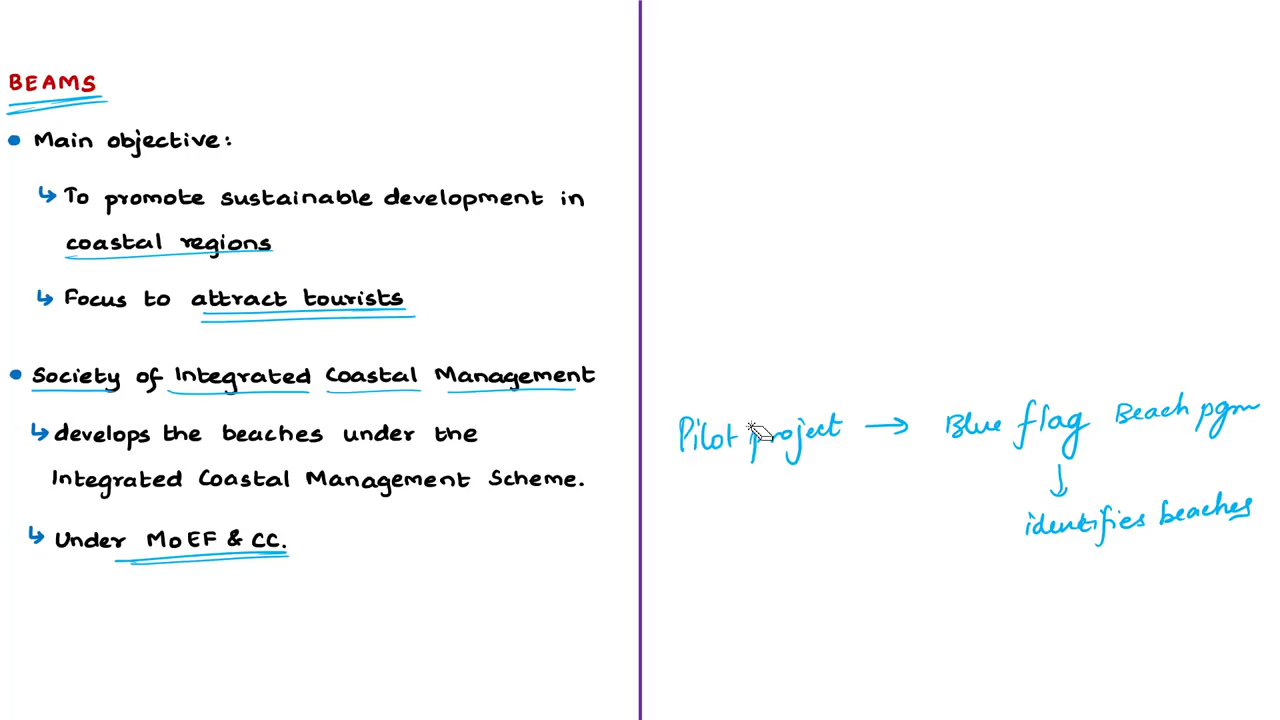 BEAMS
• Main objective:
↳ To promote sustainable development in
coastal regions
↳ Focus to attract tourists
• Society of Integrated Coastal Management
↳ develops the beaches under the
Integrated Coastal Management Scheme.
↳ Under MoEF & CC.
Pilot project → Blue flag Beach pgm
↓
identifies beaches